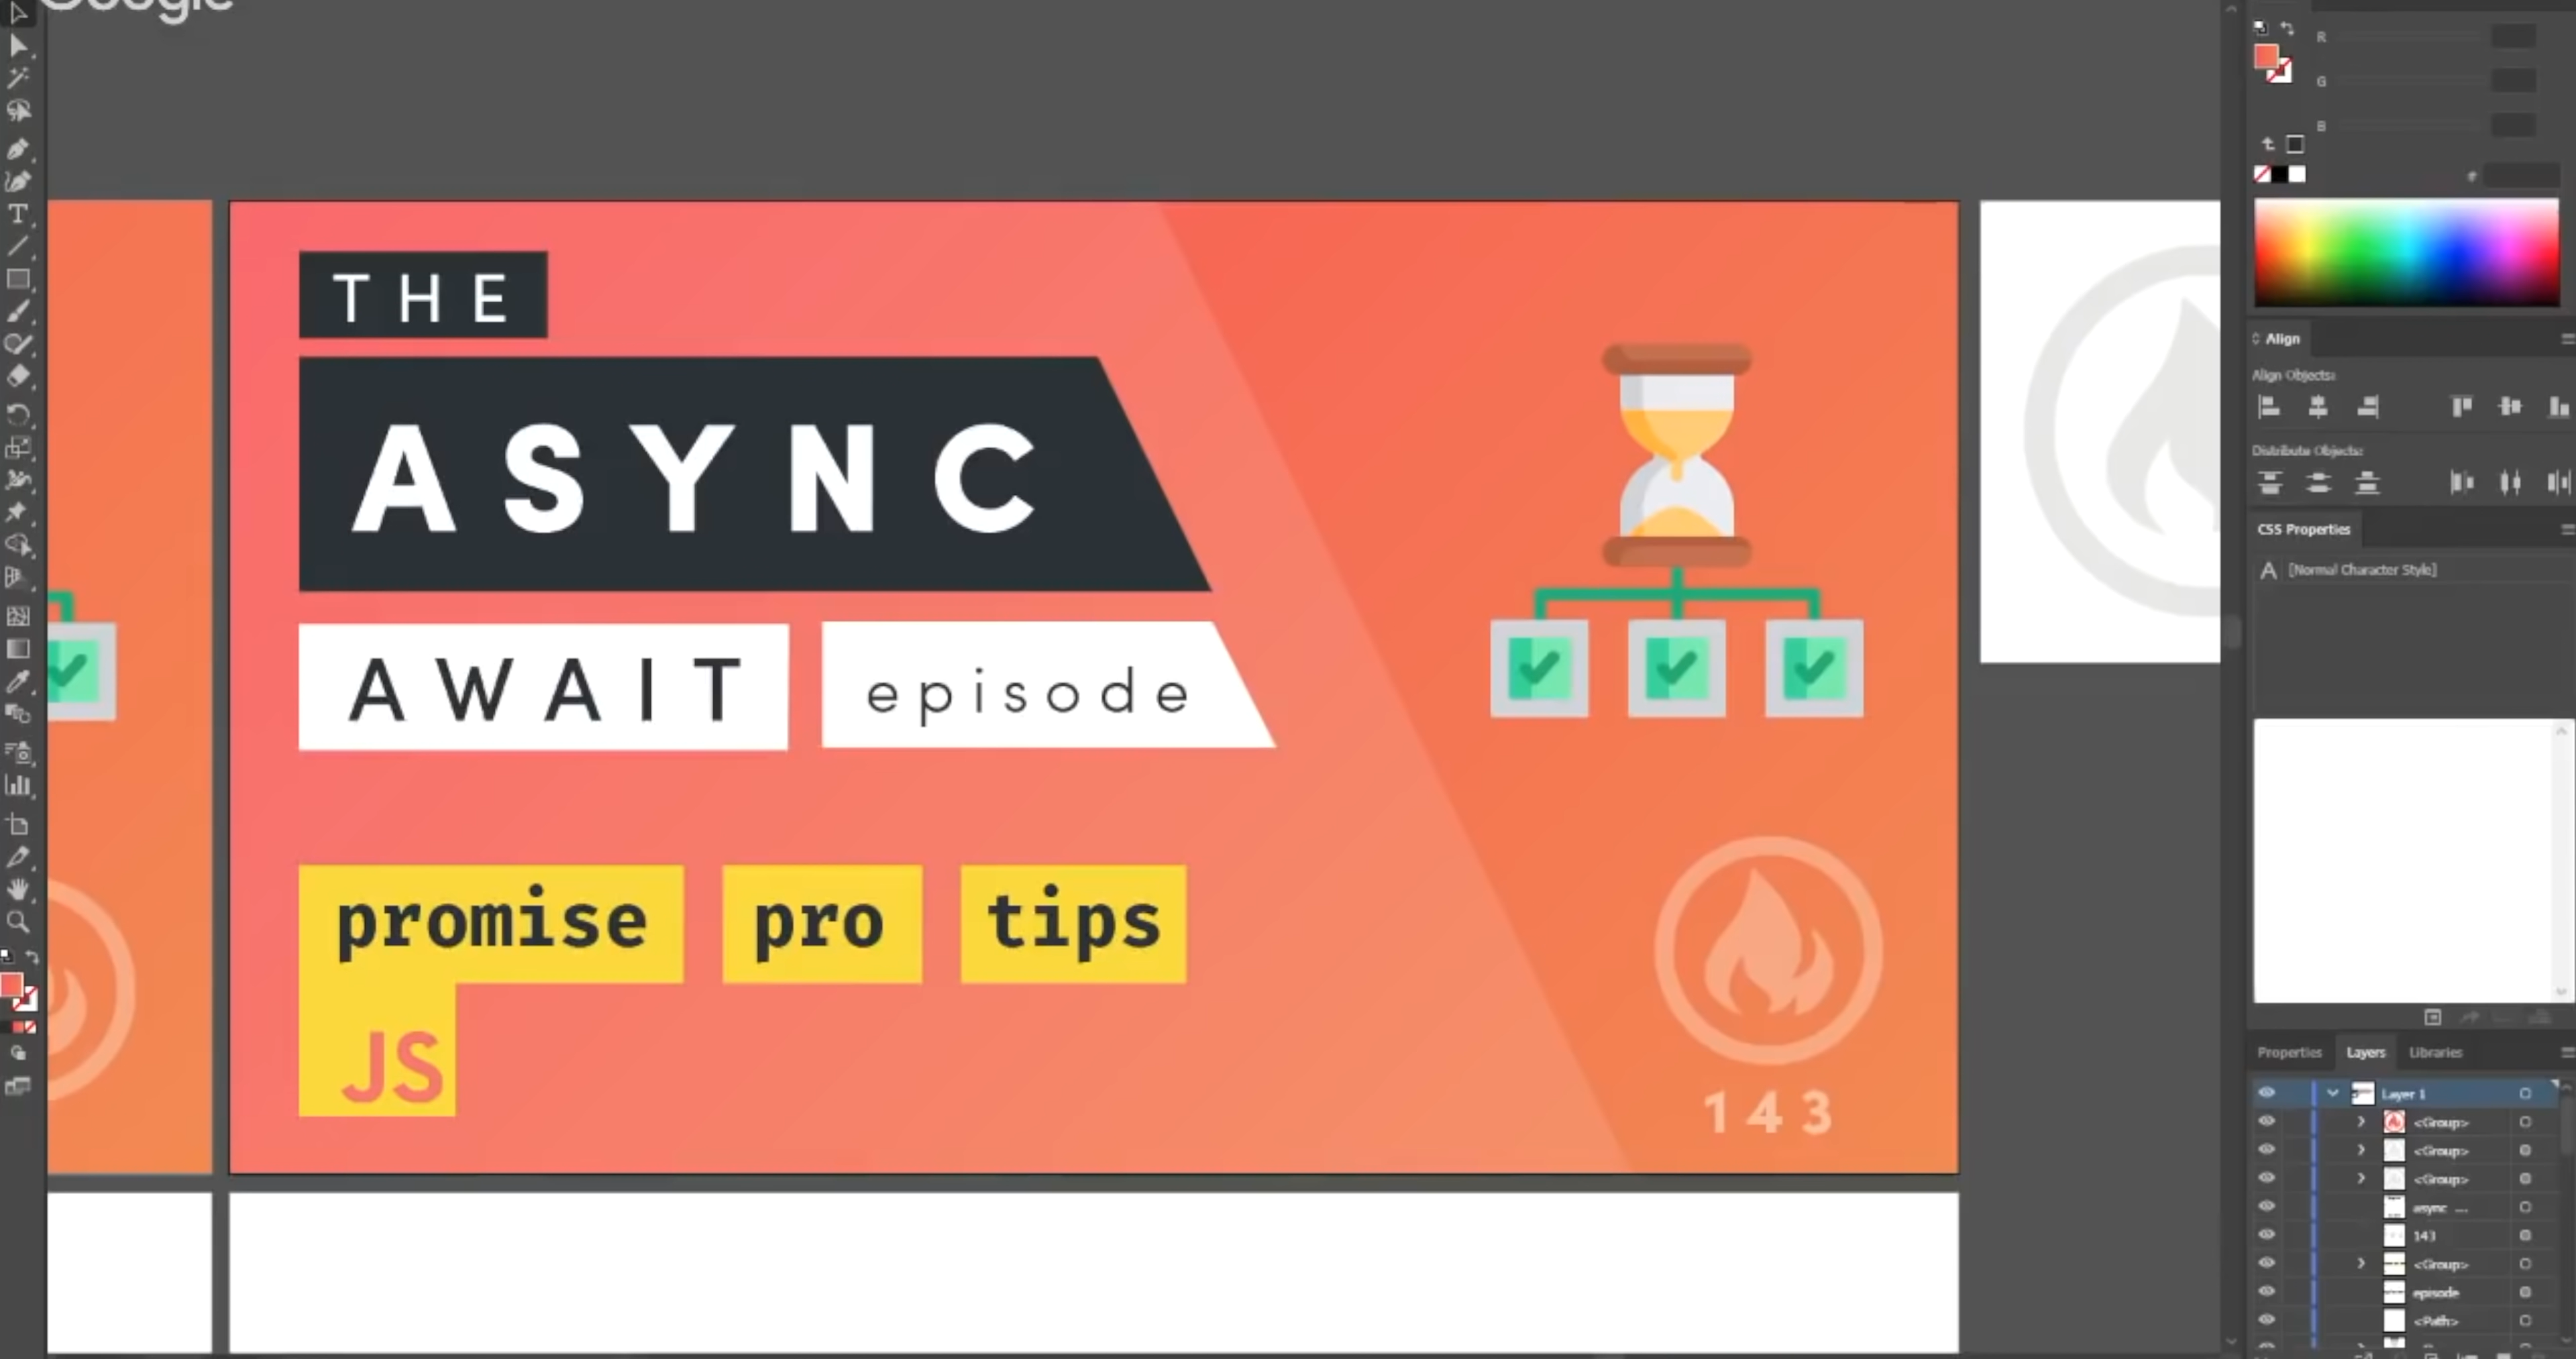 Google
THE
ASYNC
AWAIT episode
promise pro tips
JS
143
R
G
B
#
Align
Align Objects:
Distribute Objects:
CSS Properties
[Normal Character Style]
Properties Layers Libraries
Layer 1
<Group>
<Group>
<Group>
async ...
143
<Group>
episode
<Path>